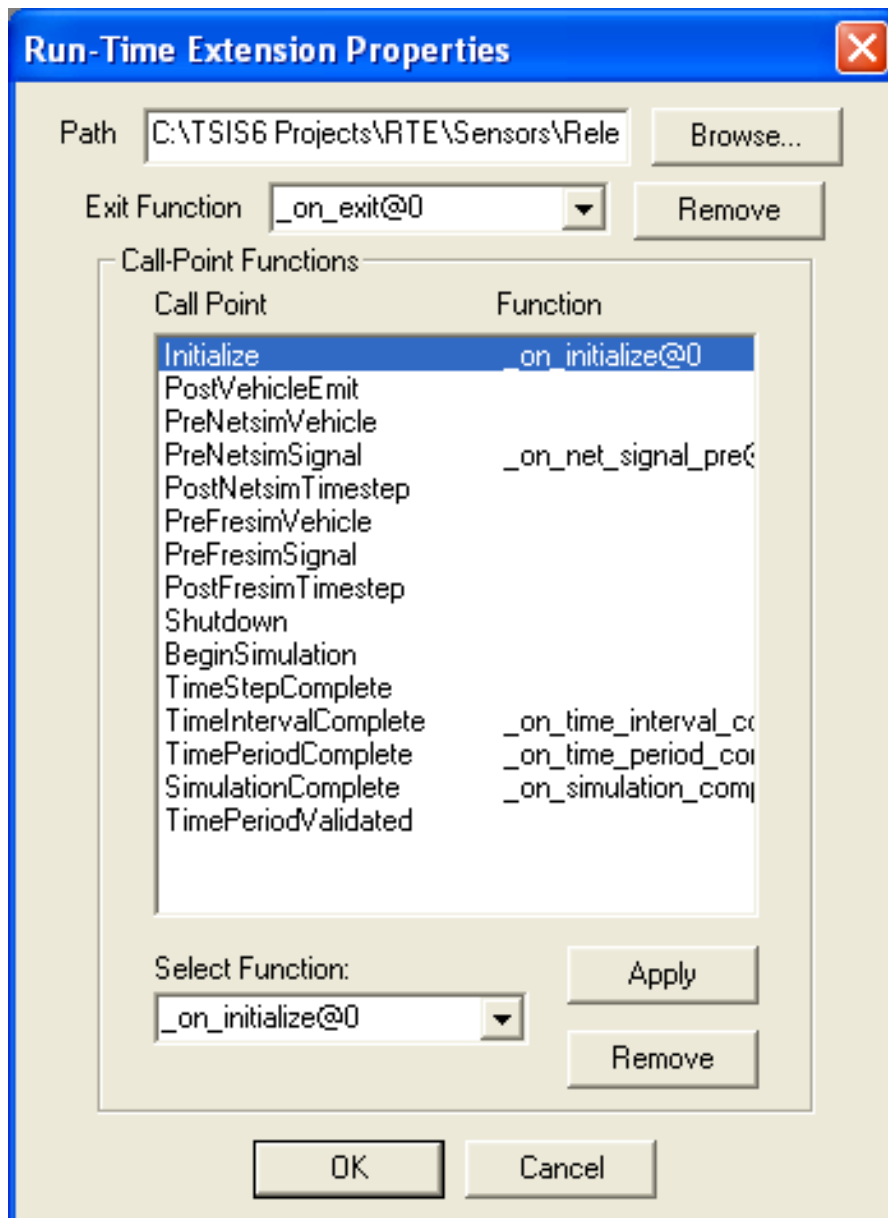 Run-Time Extension Properties
Path C:\TSIS6 Projects\RTE\Sensors\Rele Browse...
Exit Function _on_exit@0 Remove
Call-Point Functions
Call Point Function
Initialize _on_initialize@0
PostVehicleEmit
PreNetsimVehicle
PreNetsimSignal _on_net_signal_pre@
PostNetsimTimestep
PreFresimVehicle
PreFresimSignal
PostFresimTimestep
Shutdown
BeginSimulation
TimeStepComplete
TimeIntervalComplete _on_time_interval_co
TimePeriodComplete _on_time_period_con
SimulationComplete _on_simulation_comp
TimePeriodValidated
Select Function:
Apply
_on_initialize@0
Remove
OK Cancel